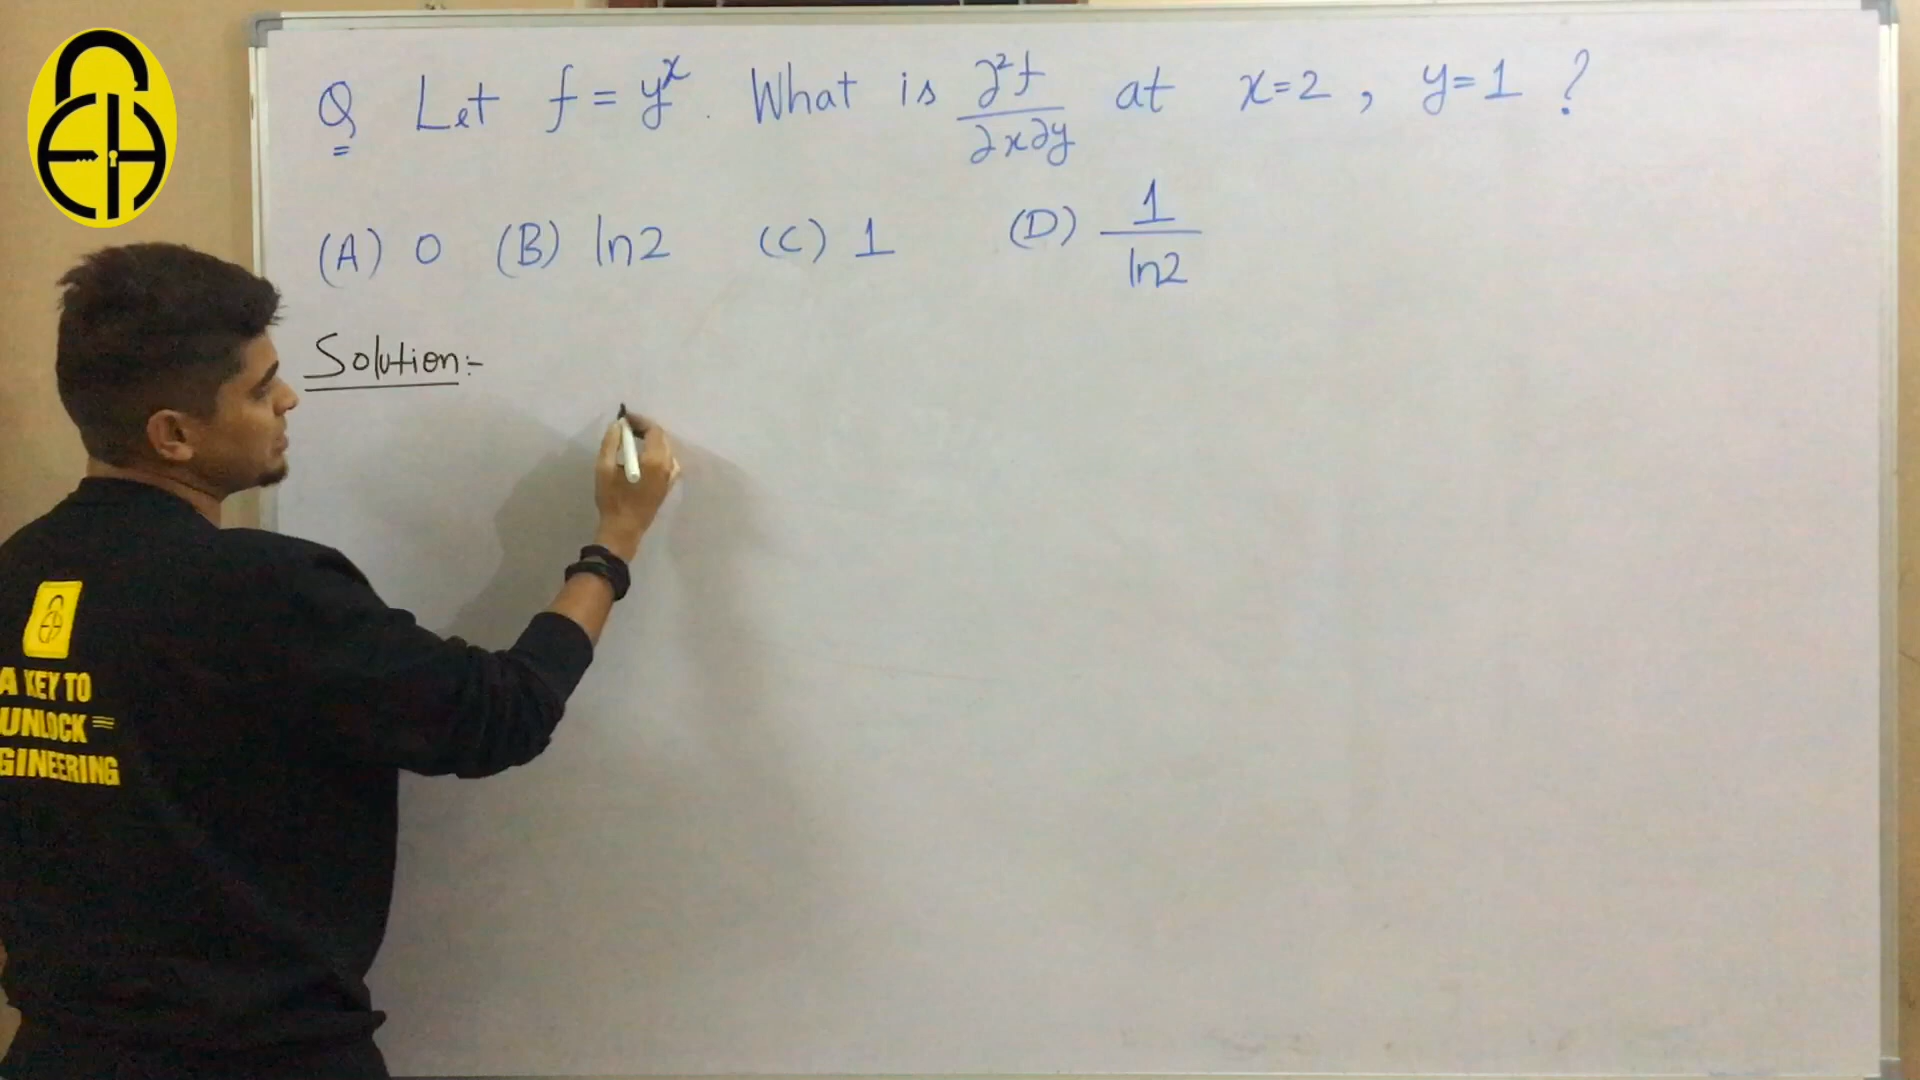 Q Let f = y^x. What is ∂²f/∂x∂y at x=2, y=1 ?
(A) 0 (B) ln2 (C) 1 (D) 1/ln2
Solution:-
A KEY TO
UNLOCK
GINEERING